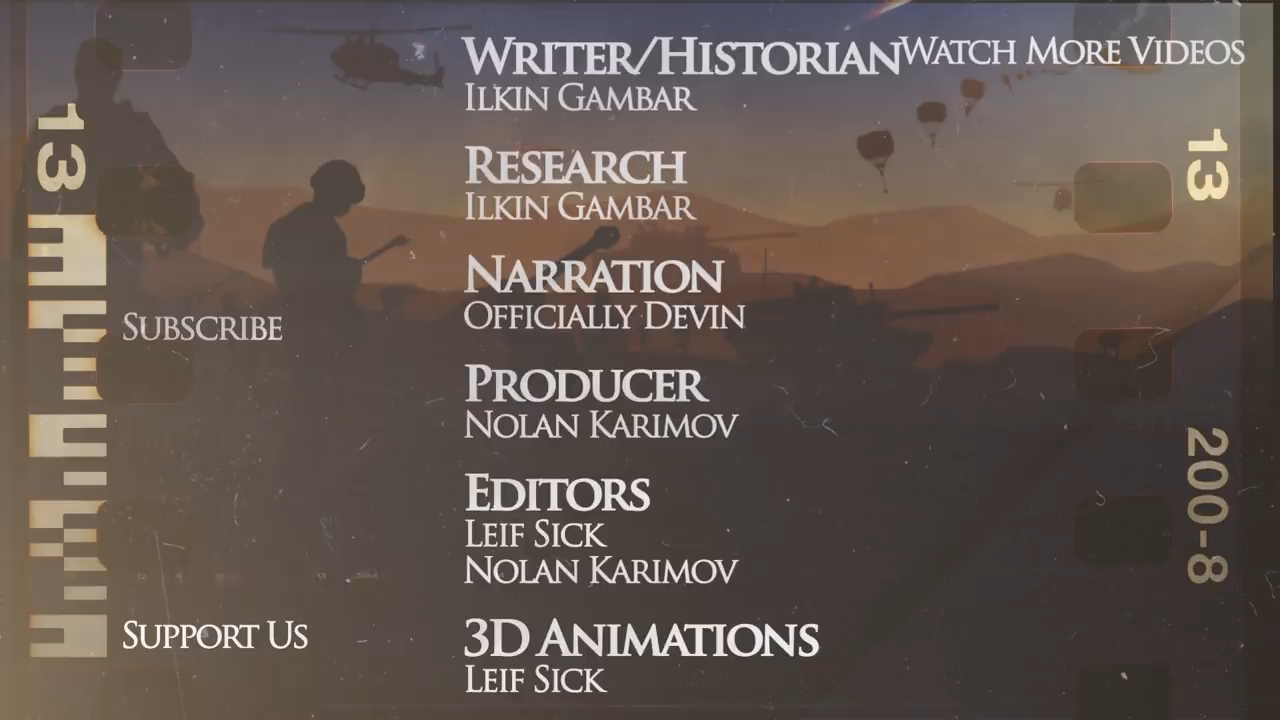 WRITER/HISTORIAN
ILKIN GAMBAR
WATCH MORE VIDEOS
RESEARCH
ILKIN GAMBAR
NARRATION
OFFICIALLY DEVIN
PRODUCER
NOLAN KARIMOV
EDITORS
LEIF SICK
NOLAN KARIMOV
3D ANIMATIONS
LEIF SICK
SUBSCRIBE
SUPPORT US
13
13
200-8